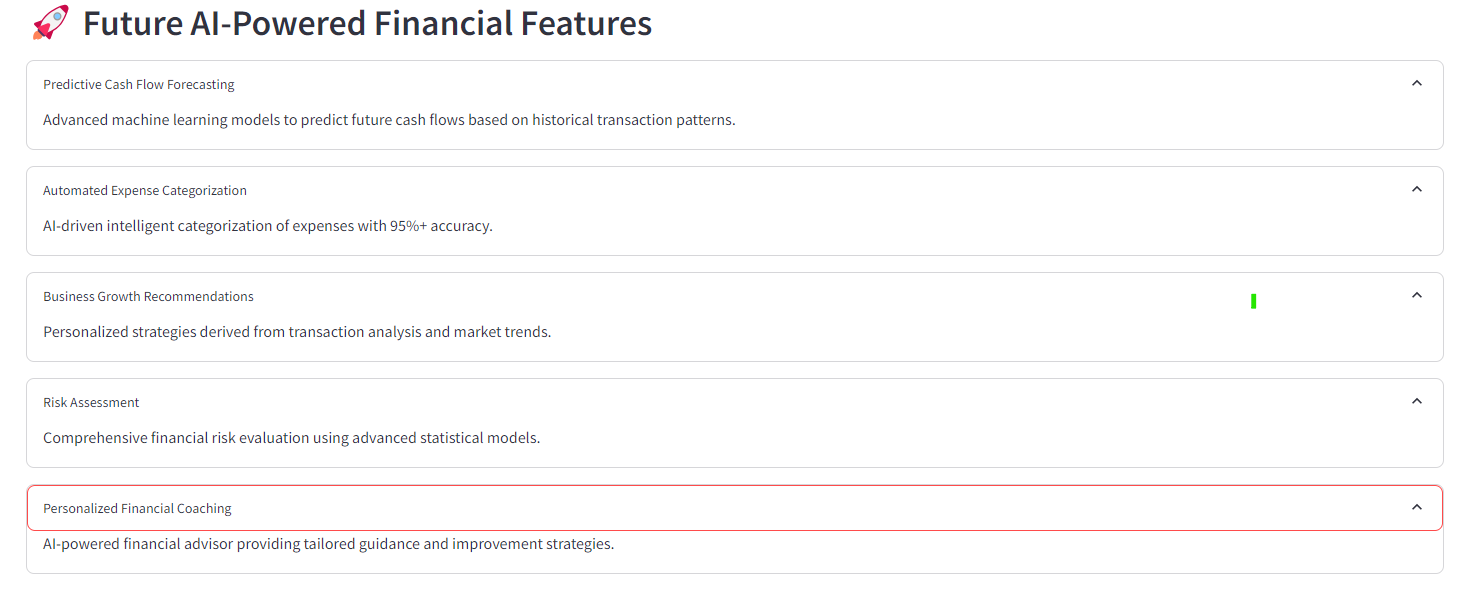 Future AI-Powered Financial Features
Predictive Cash Flow Forecasting
Advanced machine learning models to predict future cash flows based on historical transaction patterns.
Automated Expense Categorization
AI-driven intelligent categorization of expenses with 95%+ accuracy.
Business Growth Recommendations
Personalized strategies derived from transaction analysis and market trends.
Risk Assessment
Comprehensive financial risk evaluation using advanced statistical models.
Personalized Financial Coaching
AI-powered financial advisor providing tailored guidance and improvement strategies.